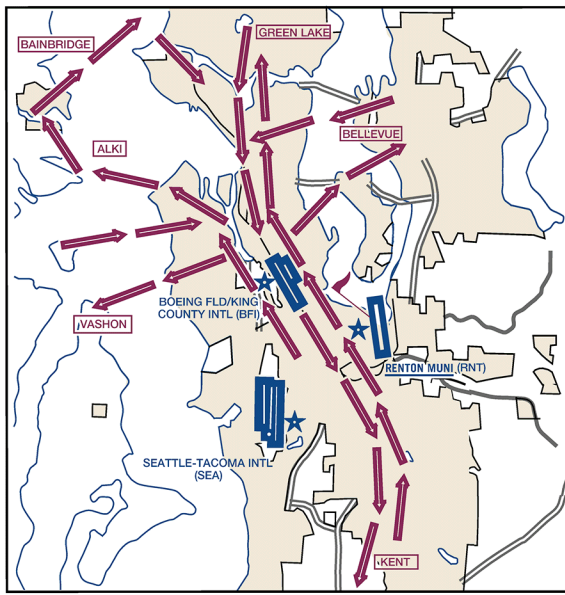 BAINBRIDGE
GREEN LAKE
BELLEVUE
ALKI
BOEING FLD/KING
COUNTY INTL (BFI)
VASHON
RENTON MUNI (RNT)
SEATTLE-TACOMA INTL
(SEA)
KENT